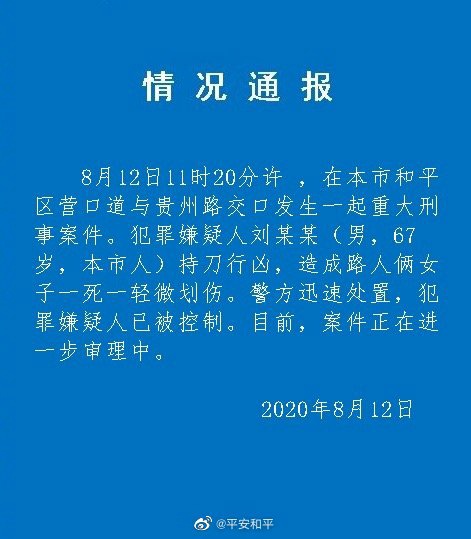 情况通报
8月12日11时20分许 ，在本市和平
区营口道与贵州路交口发生一起重大刑
事案件。犯罪嫌疑人刘某某（男，67
岁，本市人）持刀行凶，造成路人俩女
子一死一轻微划伤。警方迅速处置，犯
罪嫌疑人已被控制。目前，案件正在进
一步审理中。
2020年8月12日
@平安和平